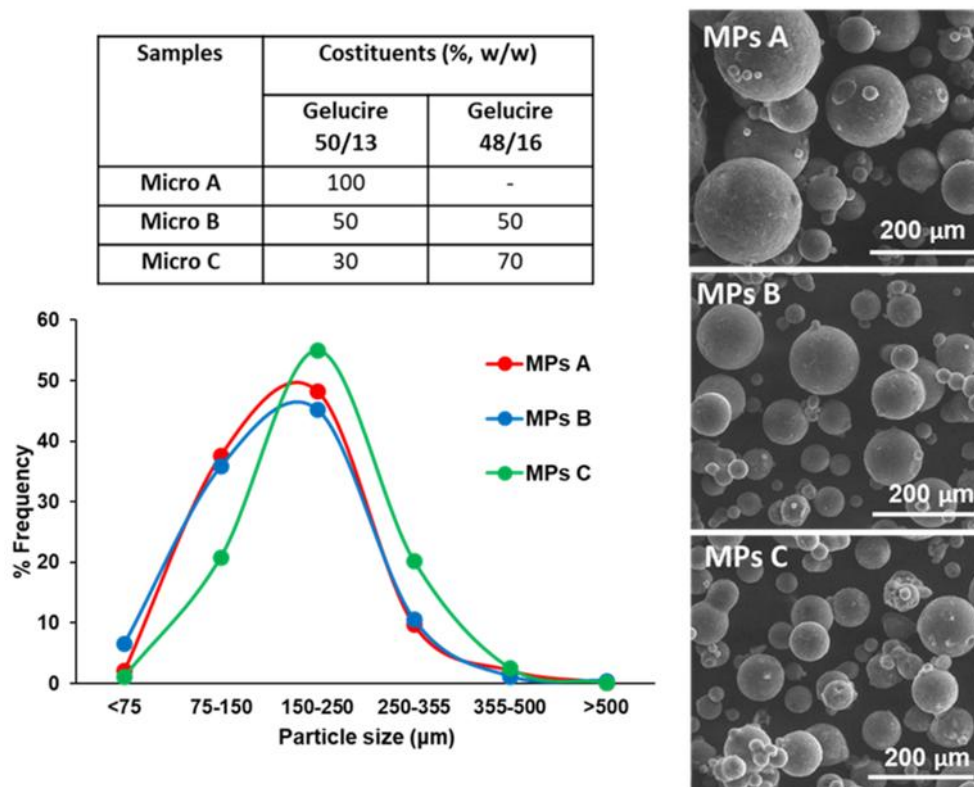 Samples
Costituents (%, w/w)
Gelucire
50/13
Gelucire
48/16
Micro A 100 -
Micro B 50 50
Micro C 30 70
60
50
40
30
20
10
0
% Frequency
MPs A
MPs B
MPs C
<75 75-150 150-250 250-355 355-500 >500
Particle size (µm)
MPs A
200 µm
MPs B
200 µm
MPs C
200 µm